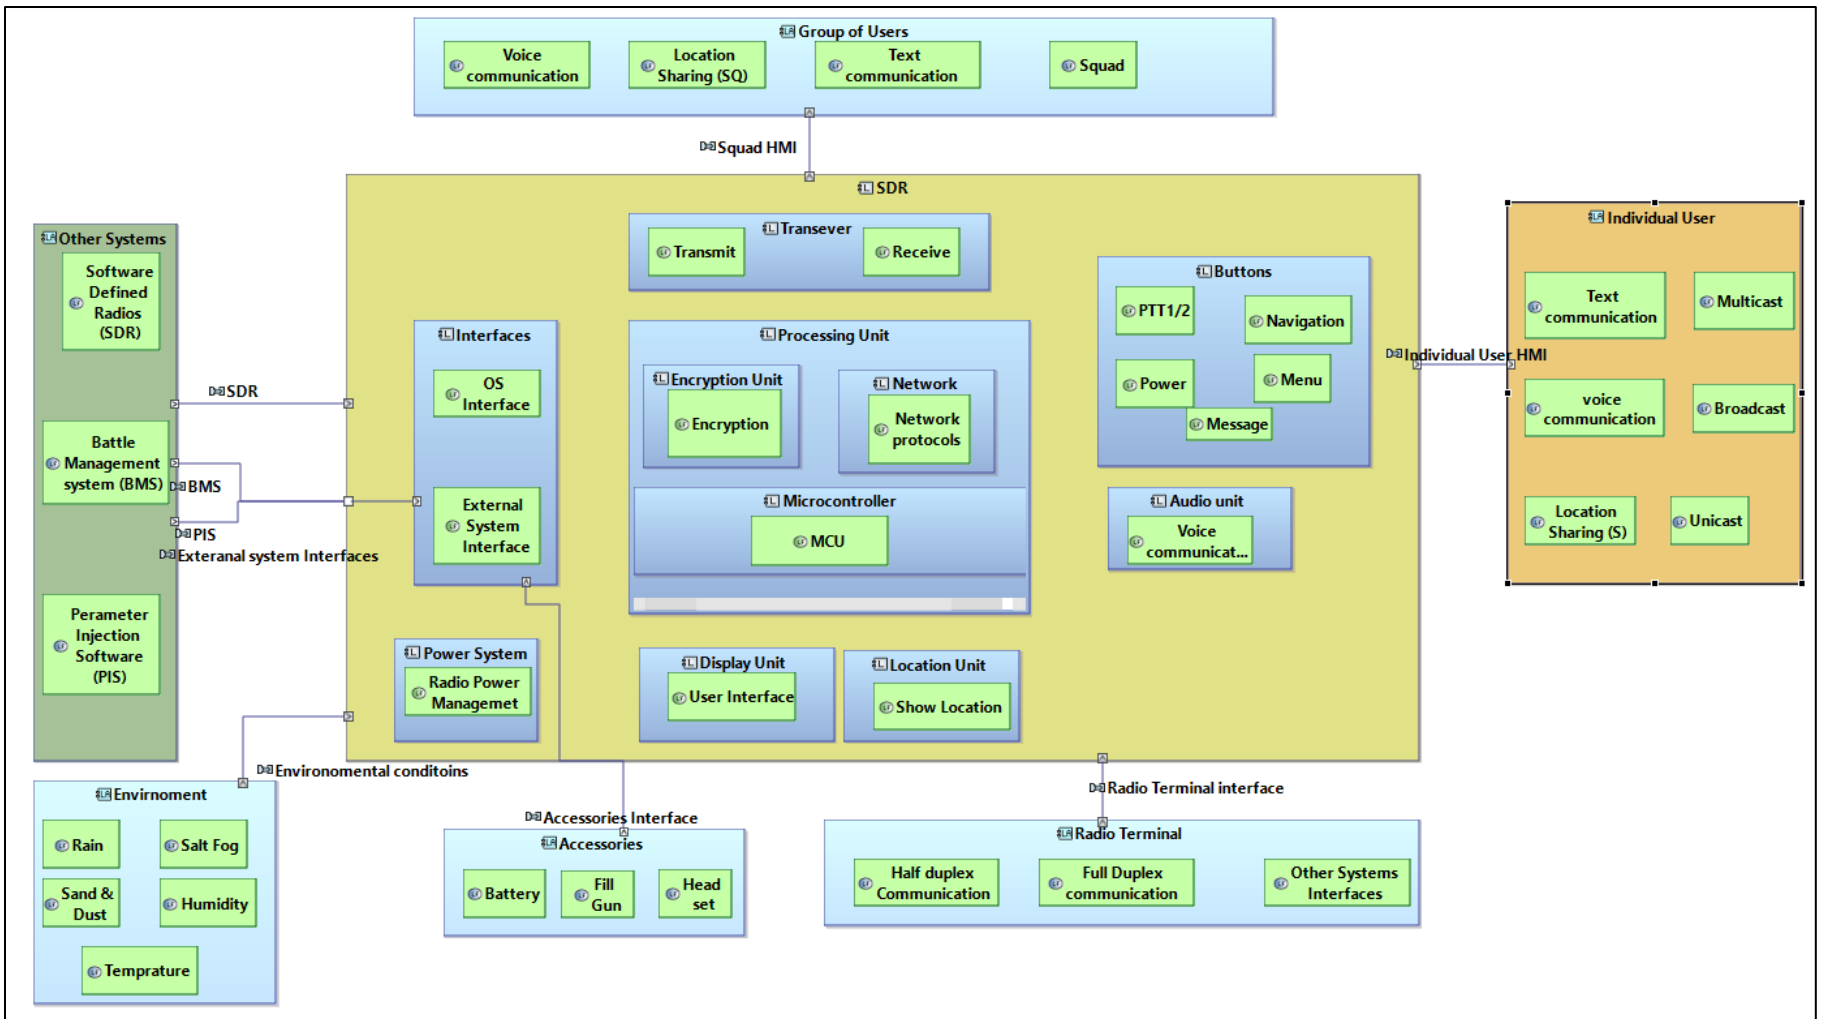 Group of Users
Voice
communication
Location
Sharing (SQ)
Text
communication
Squad
Squad HMI
SDR
Other Systems
Software
Defined
Radios
(SDR)
Battle
Management
system (BMS)
Perameter
Injection
Software
(PIS)
SDR
BMS
PIS
Exteranal system Interfaces
Interfaces
OS
Interface
External
System
Interface
Transever
Transmit
Receive
Processing Unit
Encryption Unit
Encryption
Network
Network
protocols
Microcontroller
MCU
Buttons
PTT1/2
Navigation
Power
Menu
Message
Audio unit
Voice
communicat...
Individual User HMI
Individual User
Text
communication
Multicast
voice
communication
Broadcast
Location
Sharing (S)
Unicast
Power System
Radio Power
Managemet
Display Unit
User Interface
Location Unit
Show Location
Environomental conditoins
Envirnoment
Rain
Salt Fog
Sand &
Dust
Humidity
Temprature
Accessories Interface
Accessories
Battery
Fill
Gun
Head
set
Radio Terminal interface
Radio Terminal
Half duplex
Communication
Full Duplex
communication
Other Systems
Interfaces